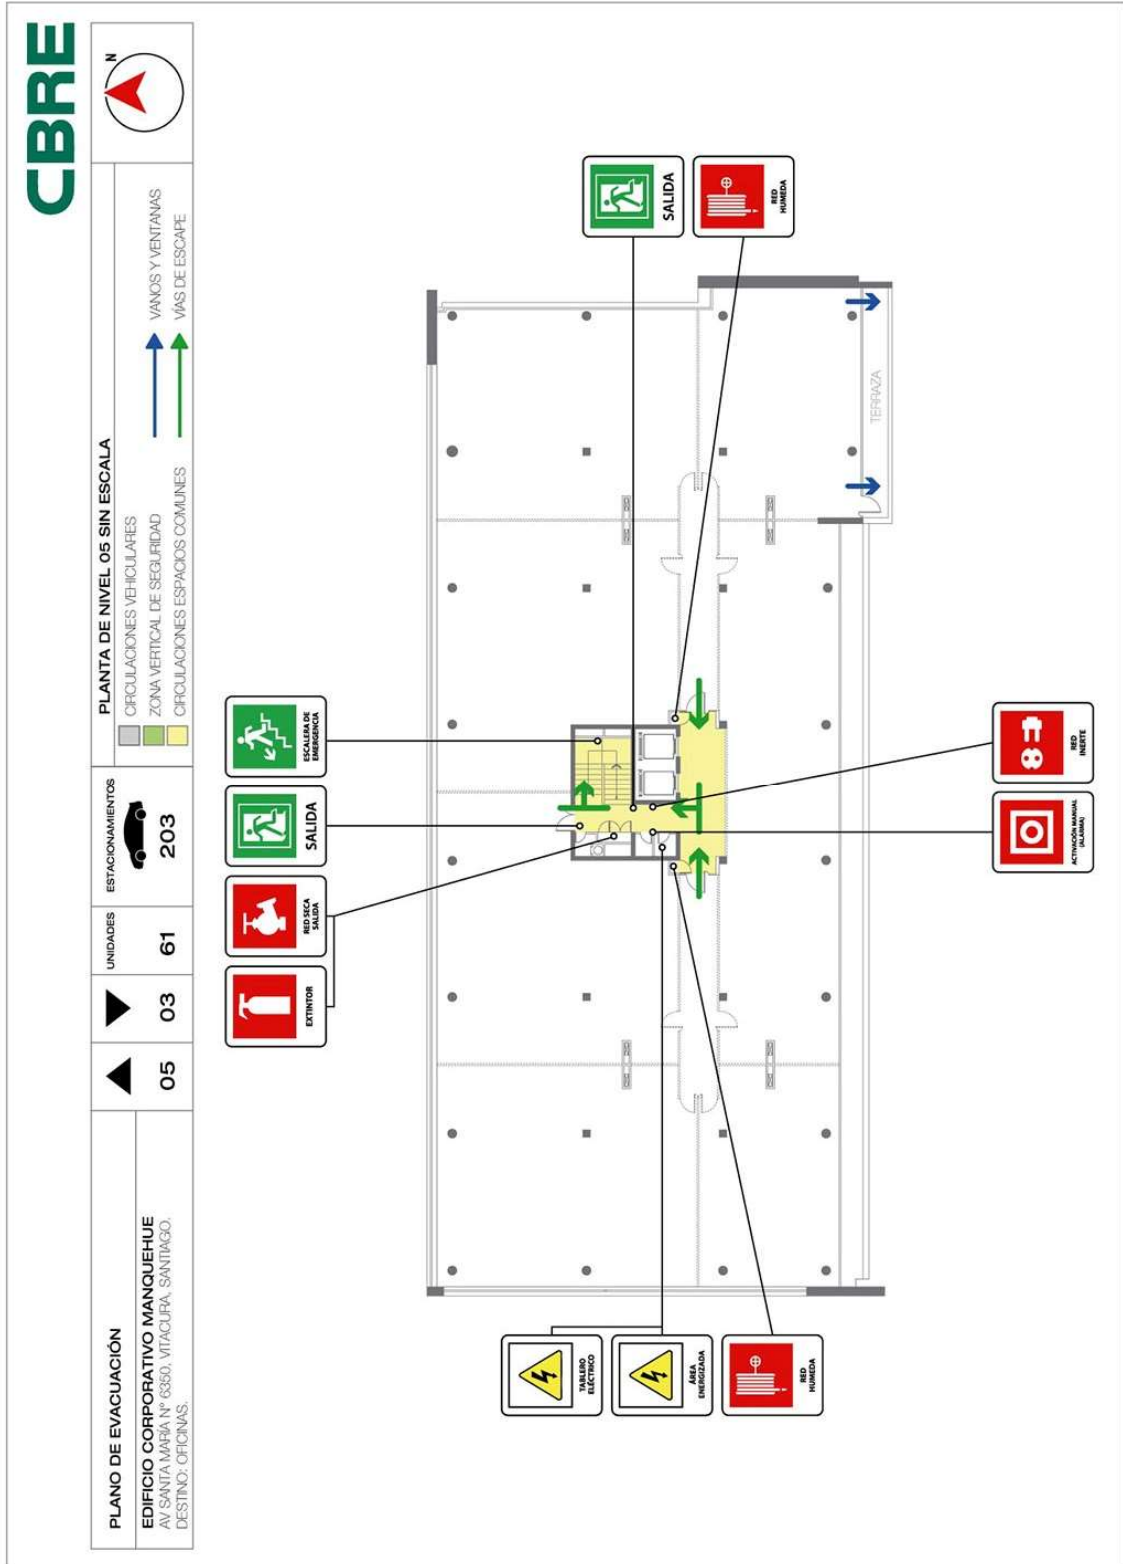 CBRE
PLANO DE EVACUACIÓN
EDIFICIO CORPORATIVO MANQUEHUE
AV SANTA MARÍA Nº 6350, VITACURA, SANTIAGO.
DESTINO: OFICINAS.
05
03
UNIDADES
61
ESTACIONAMIENTOS
203
PLANTA DE NIVEL 05 SIN ESCALA
CIRCULACIONES VEHICULARES
ZONA VERTICAL DE SEGURIDAD
CIRCULACIONES ESPACIOS COMUNES
VANOS Y VENTANAS
VÍAS DE ESCAPE
N
EXTINTOR
RED SECA
SALIDA
SALIDA
ESCALERA DE
EMERGENCIA
TABLERO
ELÉCTRICO
ÁREA
ENERGIZADA
RED
HUMEDA
SALIDA
RED
HUMEDA
TERRAZA
ACTIVACIÓN MANUAL
(ALARMA)
RED
INERTE